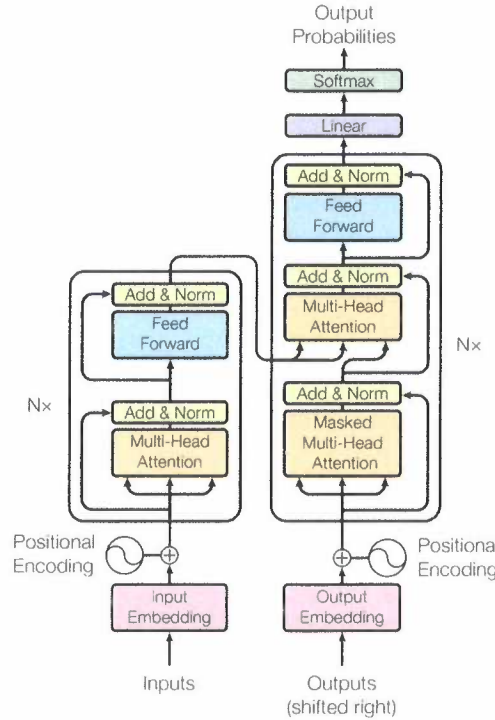 Output
Probabilities
Softmax
Linear
Add & Norm
Feed
Forward
Add & Norm
Multi-Head
Attention
Add & Norm
Masked
Multi-Head
Attention
Nx
Add & Norm
Feed
Forward
Add & Norm
Multi-Head
Attention
Nx
Positional
Encoding
Positional
Encoding
Input
Embedding
Output
Embedding
Inputs
Outputs
(shifted right)